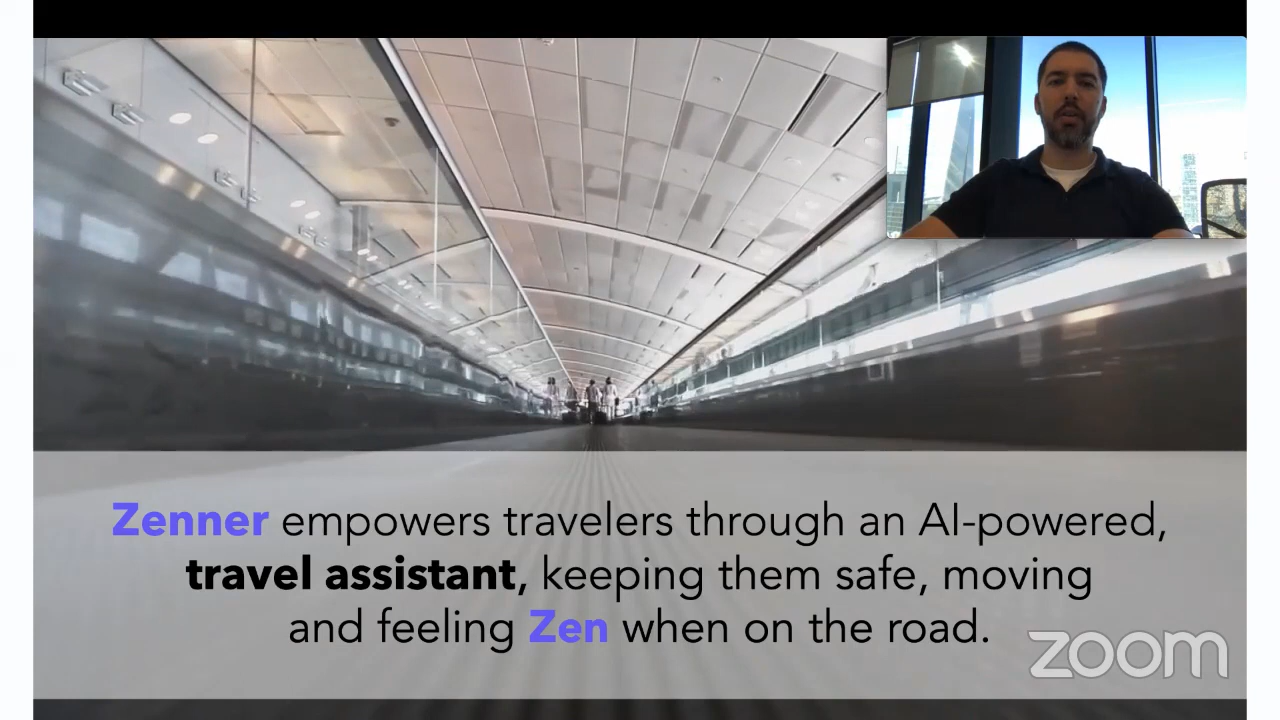 Zenner empowers travelers through an AI-powered,
travel assistant, keeping them safe, moving
and feeling Zen when on the road.
zoom